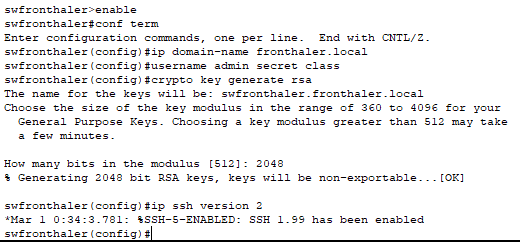 swfronthaler>enable
swfronthaler#conf term
Enter configuration commands, one per line.  End with CNTL/Z.
swfronthaler(config)#ip domain-name fronthaler.local
swfronthaler(config)#username admin secret class
swfronthaler(config)#crypto key generate rsa
The name for the keys will be: swfronthaler.fronthaler.local
Choose the size of the key modulus in the range of 360 to 4096 for your
  General Purpose Keys. Choosing a key modulus greater than 512 may take
  a few minutes.

How many bits in the modulus [512]: 2048
% Generating 2048 bit RSA keys, keys will be non-exportable...[OK]

swfronthaler(config)#ip ssh version 2
*Mar 1 0:34:3.781: %SSH-5-ENABLED: SSH 1.99 has been enabled
swfronthaler(config)#